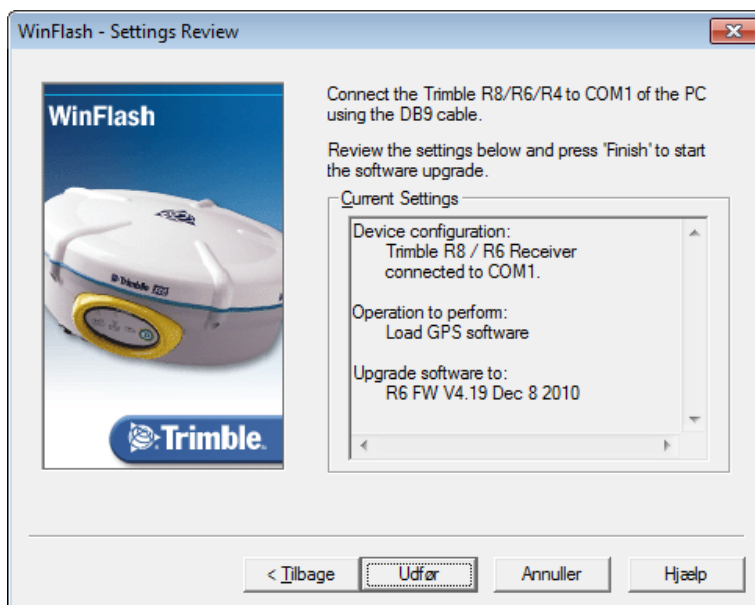 WinFlash - Settings Review
WinFlash
Trimble
Trimble.
Connect the Trimble R8/R6/R4 to COM1 of the PC
using the DB9 cable.
Review the settings below and press 'Finish' to start
the software upgrade.
Current Settings
Device configuration:
Trimble R8 / R6 Receiver
connected to COM1.
Operation to perform:
Load GPS software
Upgrade software to:
R6 FW V4.19 Dec 8 2010
< Tilbage
Udfør
Annuller
Hjælp